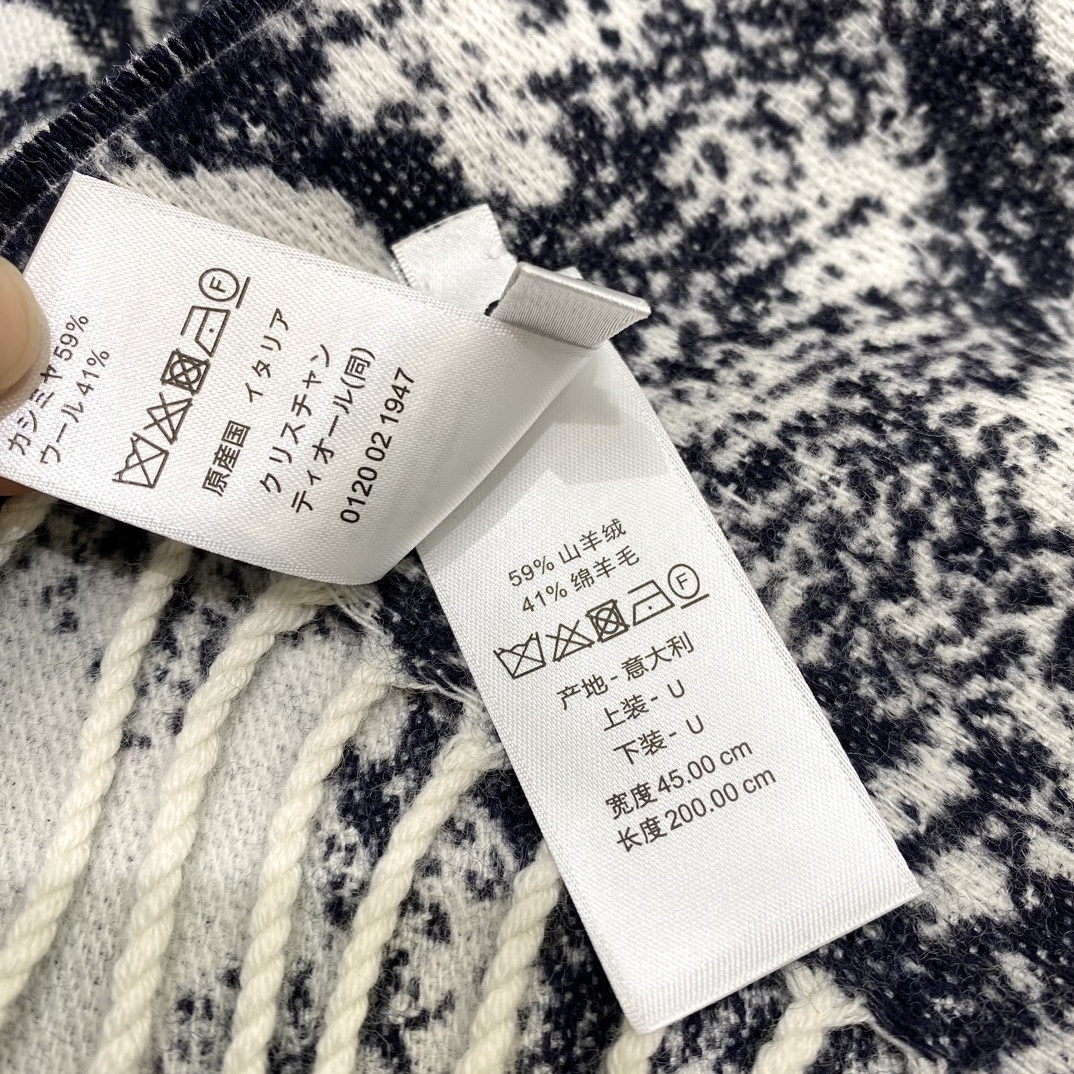 カシミヤ 59%
ウール 41%
F
原産国 イタリア
クリスチャン
ディオール(同)
0120 02 1947
59% 山羊绒
41% 绵羊毛
F
产地 - 意大利
上装 - U
下装 - U
宽度 45.00 cm
长度 200.00 cm